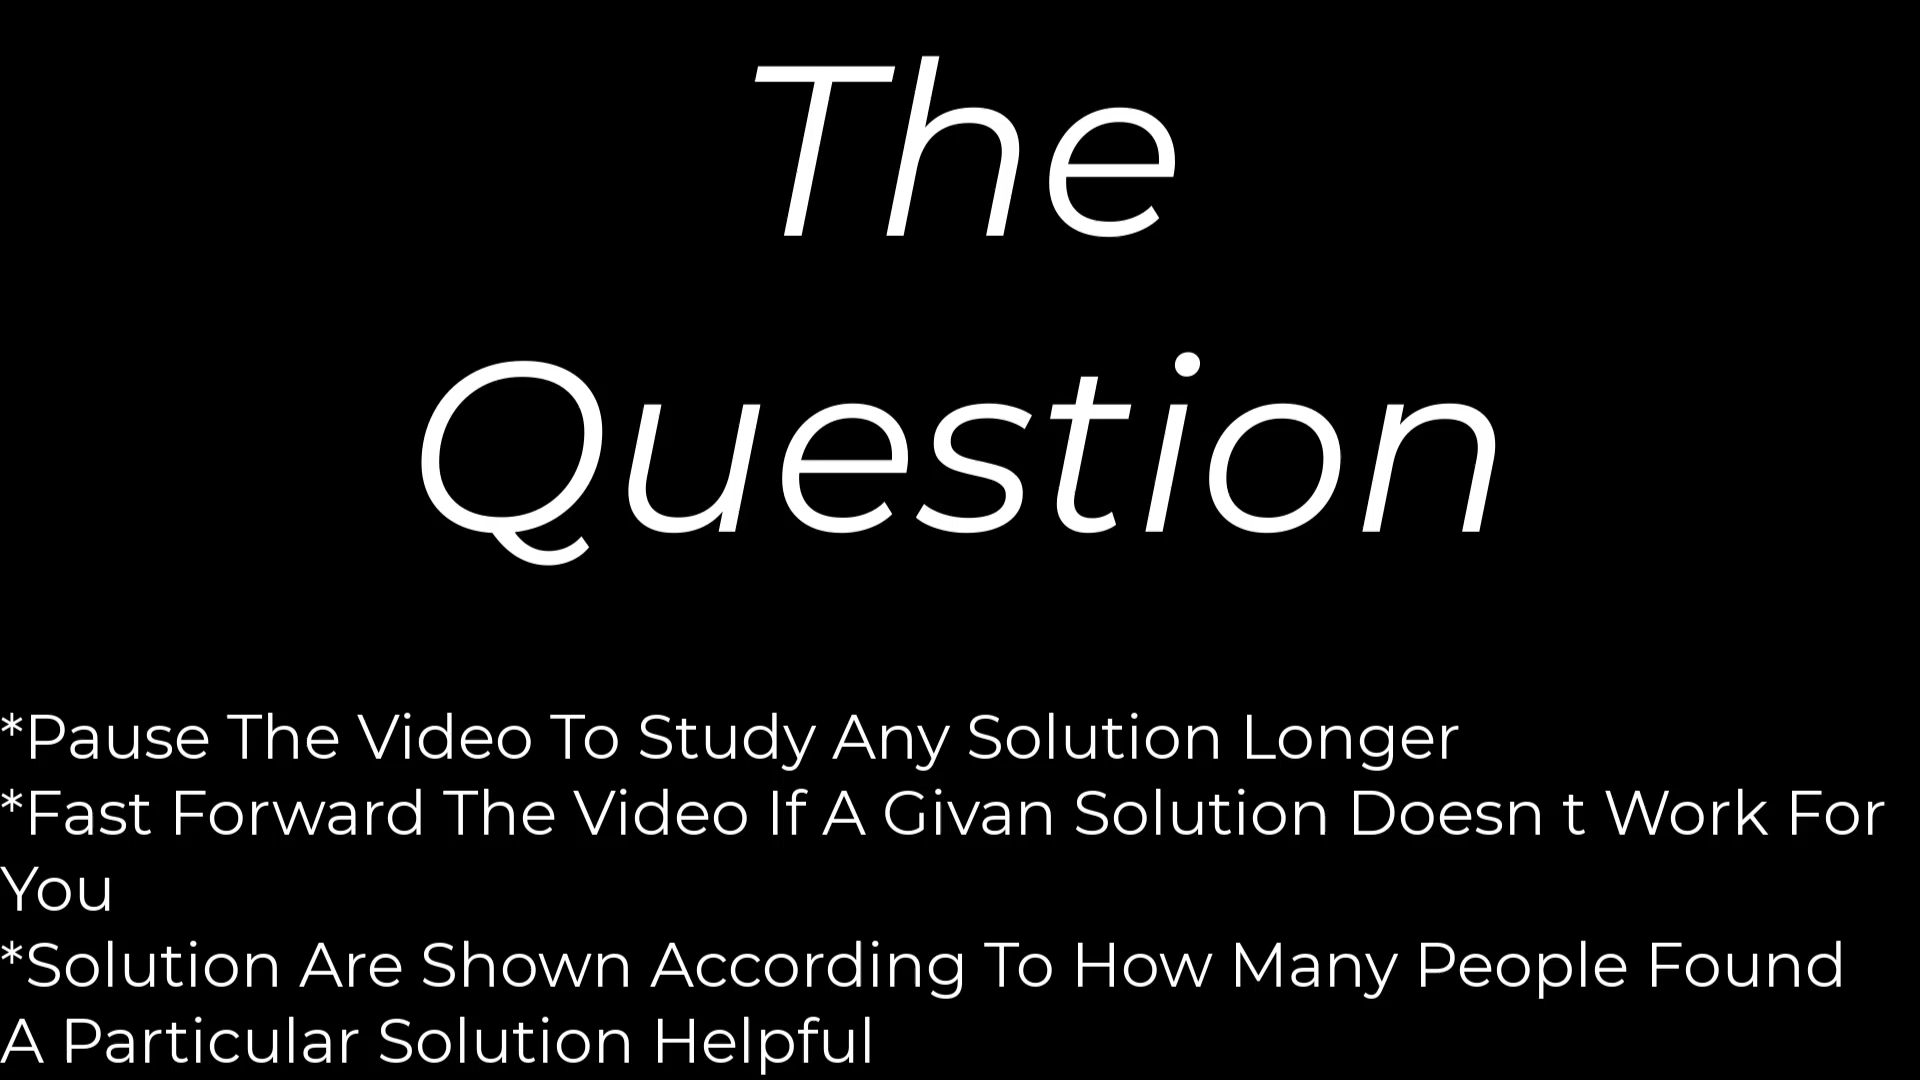 The
Question
*Pause The Video To Study Any Solution Longer
*Fast Forward The Video If A Givan Solution Doesn t Work For
You
*Solution Are Shown According To How Many People Found
A Particular Solution Helpful